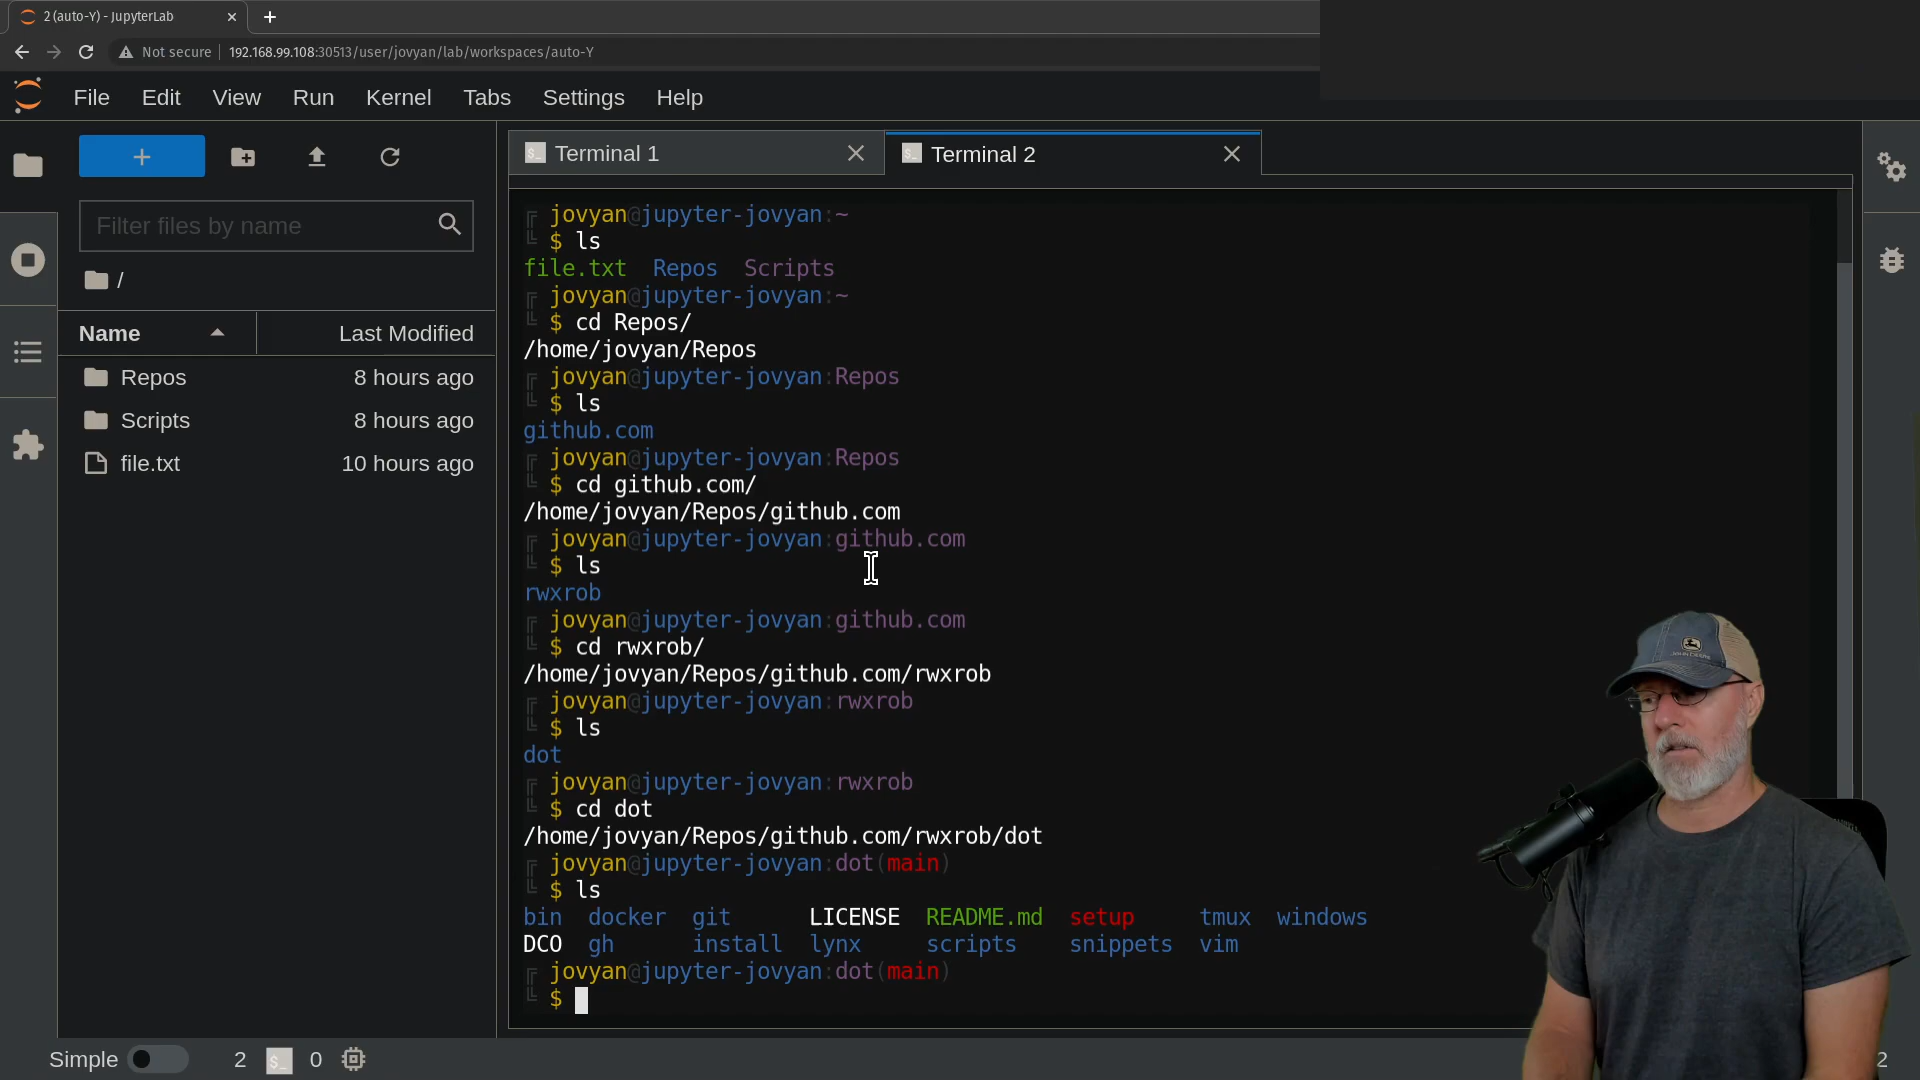 2 (auto-Y) - JupyterLab
Not secure 192.168.99.108:30513/user/jovyan/lab/workspaces/auto-Y
File Edit View Run Kernel Tabs Settings Help
Terminal 1 Terminal 2
Filter files by name
/
Name Last Modified
Repos 8 hours ago
Scripts 8 hours ago
file.txt 10 hours ago
╔ jovyan@jupyter-jovyan:~
╚ $ ls
file.txt Repos Scripts
╔ jovyan@jupyter-jovyan:~
╚ $ cd Repos/
/home/jovyan/Repos
╔ jovyan@jupyter-jovyan:Repos
╚ $ ls
github.com
╔ jovyan@jupyter-jovyan:Repos
╚ $ cd github.com/
/home/jovyan/Repos/github.com
╔ jovyan@jupyter-jovyan:github.com
╚ $ ls
rwxrob
╔ jovyan@jupyter-jovyan:github.com
╚ $ cd rwxrob/
/home/jovyan/Repos/github.com/rwxrob
╔ jovyan@jupyter-jovyan:rwxrob
╚ $ ls
dot
╔ jovyan@jupyter-jovyan:rwxrob
╚ $ cd dot
/home/jovyan/Repos/github.com/rwxrob/dot
╔ jovyan@jupyter-jovyan:dot(main)
╚ $ ls
bin docker git LICENSE README.md setup tmux windows
DCO gh install lynx scripts snippets vim
╔ jovyan@jupyter-jovyan:dot(main)
╚ $
Simple 2 $_ 0 2